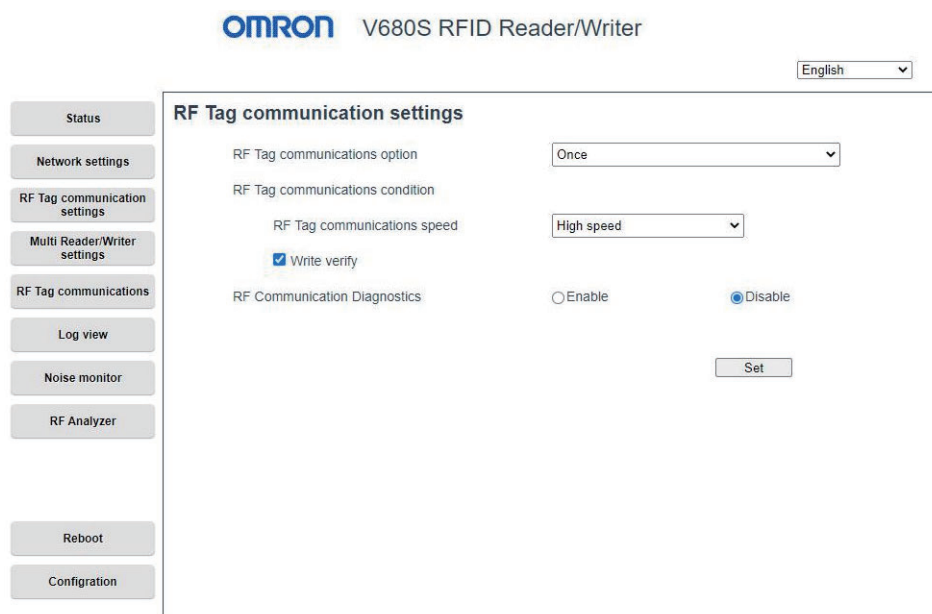 OMRON V680S RFID Reader/Writer
English
Status
Network settings
RF Tag communication
settings
Multi Reader/Writer
settings
RF Tag communications
Log view
Noise monitor
RF Analyzer
Reboot
Configration
RF Tag communication settings
RF Tag communications option Once
RF Tag communications condition
RF Tag communications speed High speed
Write verify
RF Communication Diagnostics Enable Disable
Set